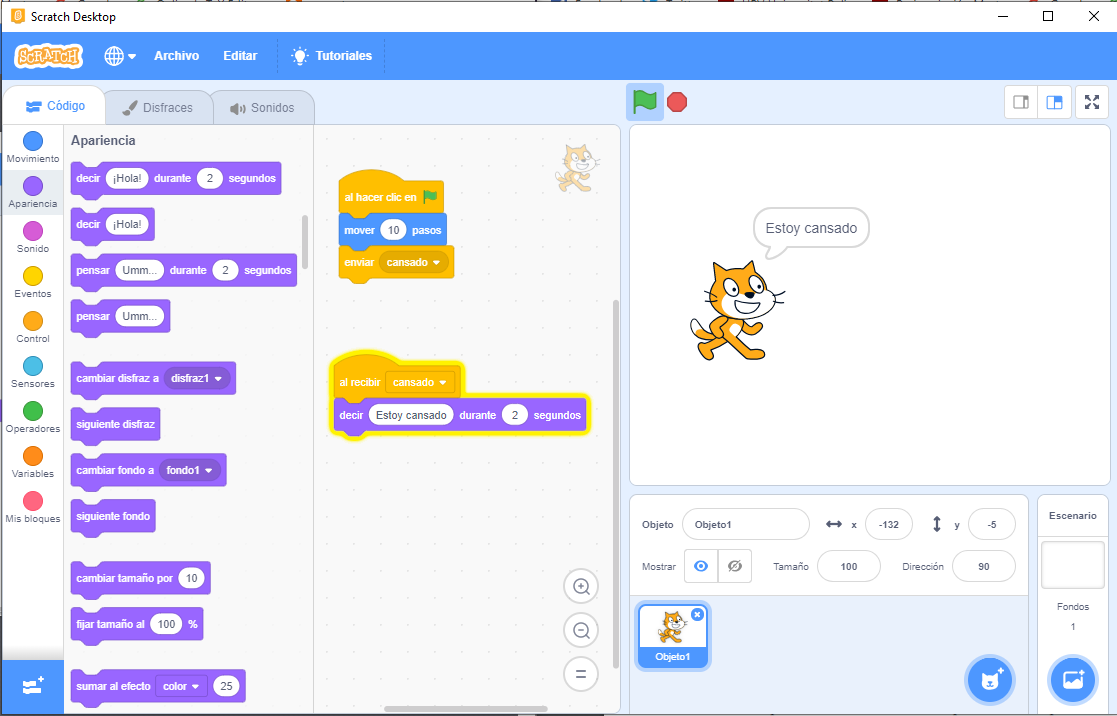 Scratch Desktop
SCRATCH
Archivo
Editar
Tutoriales
Código
Disfraces
Sonidos
Movimiento
Apariencia
Sonido
Eventos
Control
Sensores
Operadores
Variables
Mis bloques
Apariencia
decir ¡Hola! durante 2 segundos
decir ¡Hola!
pensar Umm... durante 2 segundos
pensar Umm...
cambiar disfraz a disfraz1
siguiente disfraz
cambiar fondo a fondo1
siguiente fondo
cambiar tamaño por 10
fijar tamaño al 100 %
sumar al efecto color 25
al hacer clic en
mover 10 pasos
enviar cansado
al recibir cansado
decir Estoy cansado durante 2 segundos
Estoy cansado
Objeto Objeto1 x -132 y -5
Mostrar Tamaño 100 Dirección 90
Objeto1
Escenario
Fondos
1